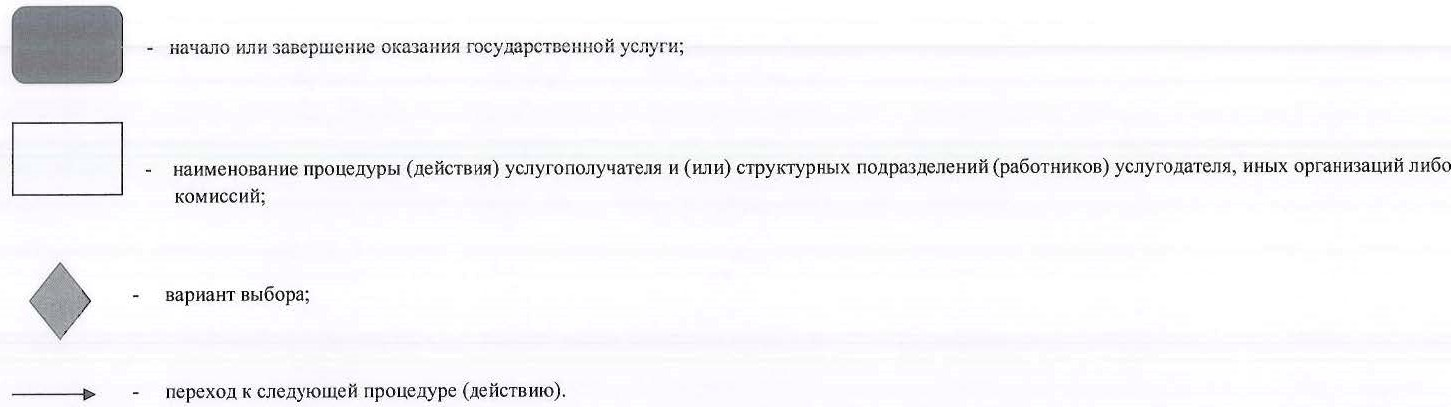 - начало или завершение оказания государственной услуги;
- наименование процедуры (действия) услугополучателя и (или) структурных подразделений (работников) услугодателя, иных организаций либо
комиссий;
- вариант выбора;
- переход к следующей процедуре (действию).